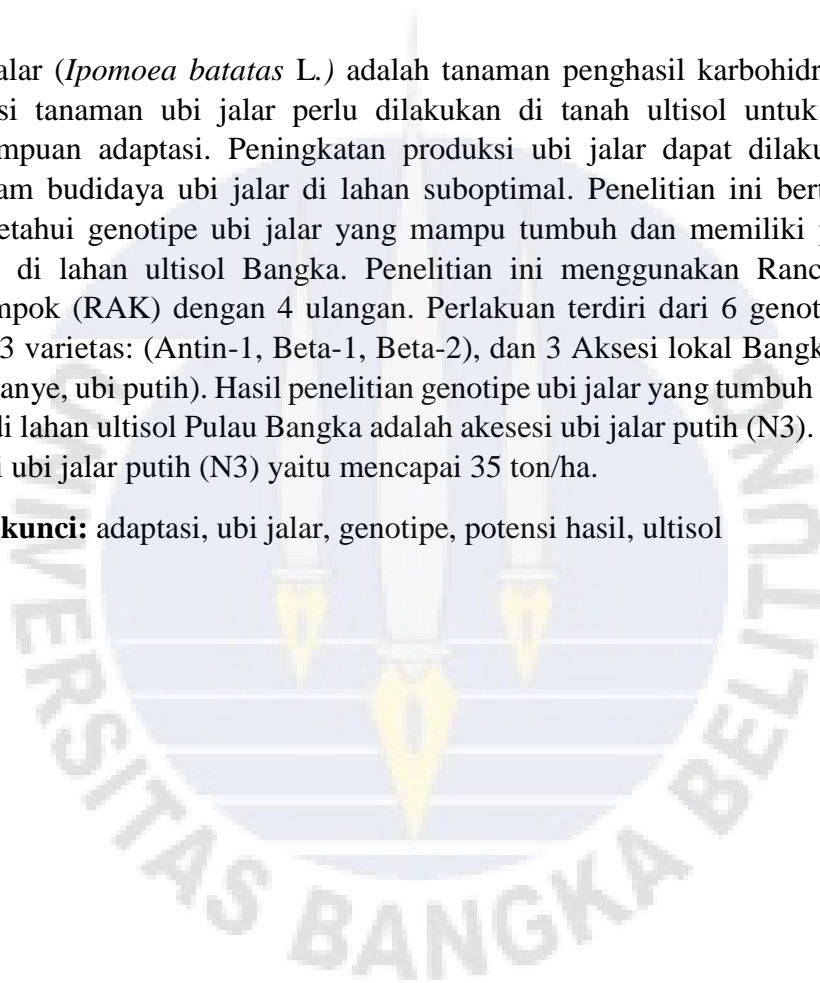 alar (Ipomoea batatas L.) adalah tanaman penghasil karbohidr
si tanaman ubi jalar perlu dilakukan di tanah ultisol untuk
mpuan adaptasi. Peningkatan produksi ubi jalar dapat dilaku
am budidaya ubi jalar di lahan suboptimal. Penelitian ini bert
etahui genotipe ubi jalar yang mampu tumbuh dan memiliki p
di lahan ultisol Bangka. Penelitian ini menggunakan Ranc
mpok (RAK) dengan 4 ulangan. Perlakuan terdiri dari 6 genot
3 varietas: (Antin-1, Beta-1, Beta-2), dan 3 Aksesi lokal Bangk
anye, ubi putih). Hasil penelitian genotipe ubi jalar yang tumbuh
di lahan ultisol Pulau Bangka adalah akesesi ubi jalar putih (N3).
i ubi jalar putih (N3) yaitu mencapai 35 ton/ha.
kunci: adaptasi, ubi jalar, genotipe, potensi hasil, ultisol
UNIVERSITAS BANGKA BELITUNG